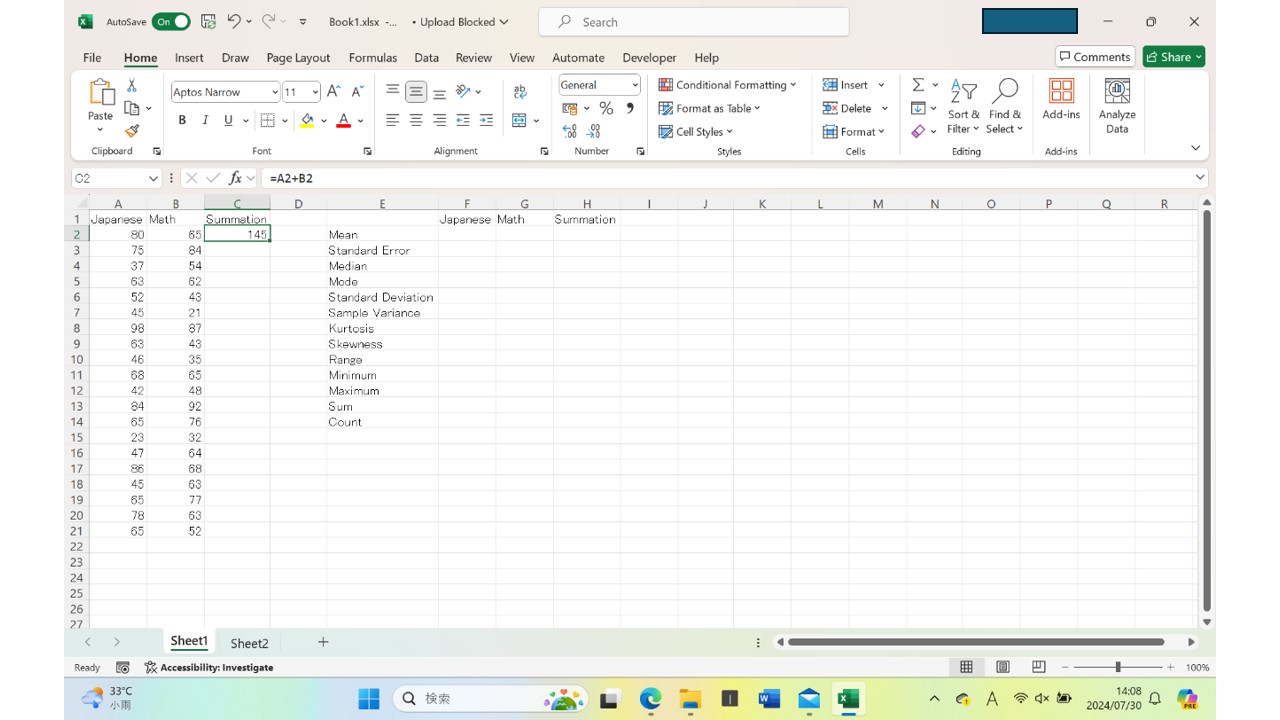 AutoSave On Book1.xlsx -... • Upload Blocked Search
File Home Insert Draw Page Layout Formulas Data Review View Automate Developer Help Comments Share
Paste Aptos Narrow 11 A A ab General Conditional Formatting Insert Σ A Z Sort & Filter Find & Select Add-ins Analyze Data
B I U A % , Format as Table Delete
Cell Styles Format
Clipboard Font Alignment Number Styles Cells Editing Add-ins
C2 fx =A2+B2
A B C D E F G H I J K L M N O P Q R
1 Japanese Math Summation Japanese Math Summation
2 80 65 145 Mean
3 75 84 Standard Error
4 37 54 Median
5 63 62 Mode
6 52 43 Standard Deviation
7 45 21 Sample Variance
8 98 87 Kurtosis
9 63 43 Skewness
10 46 35 Range
11 68 65 Minimum
12 42 48 Maximum
13 84 92 Sum
14 65 76 Count
15 23 32
16 47 64
17 86 68
18 45 63
19 65 77
20 78 63
21 65 52
22
23
24
25
26
27
Sheet1 Sheet2 +
Ready Accessibility: Investigate - + 100%
33°C 検索 A 14:08
小雨 2024/07/30